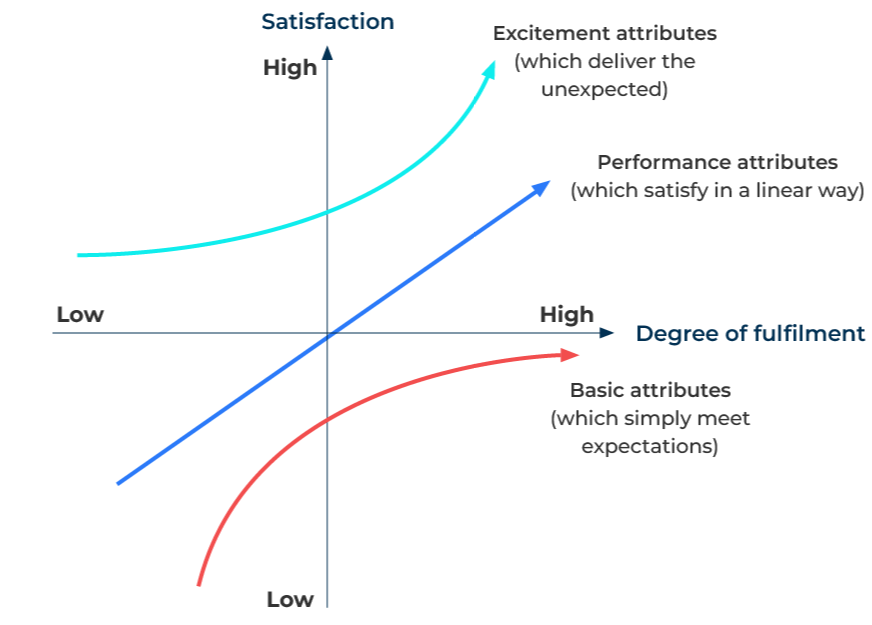 Satisfaction
High
Excitement attributes
(which deliver the
unexpected)
Performance attributes
(which satisfy in a linear way)
Low
High
Degree of fulfilment
Basic attributes
(which simply meet
expectations)
Low